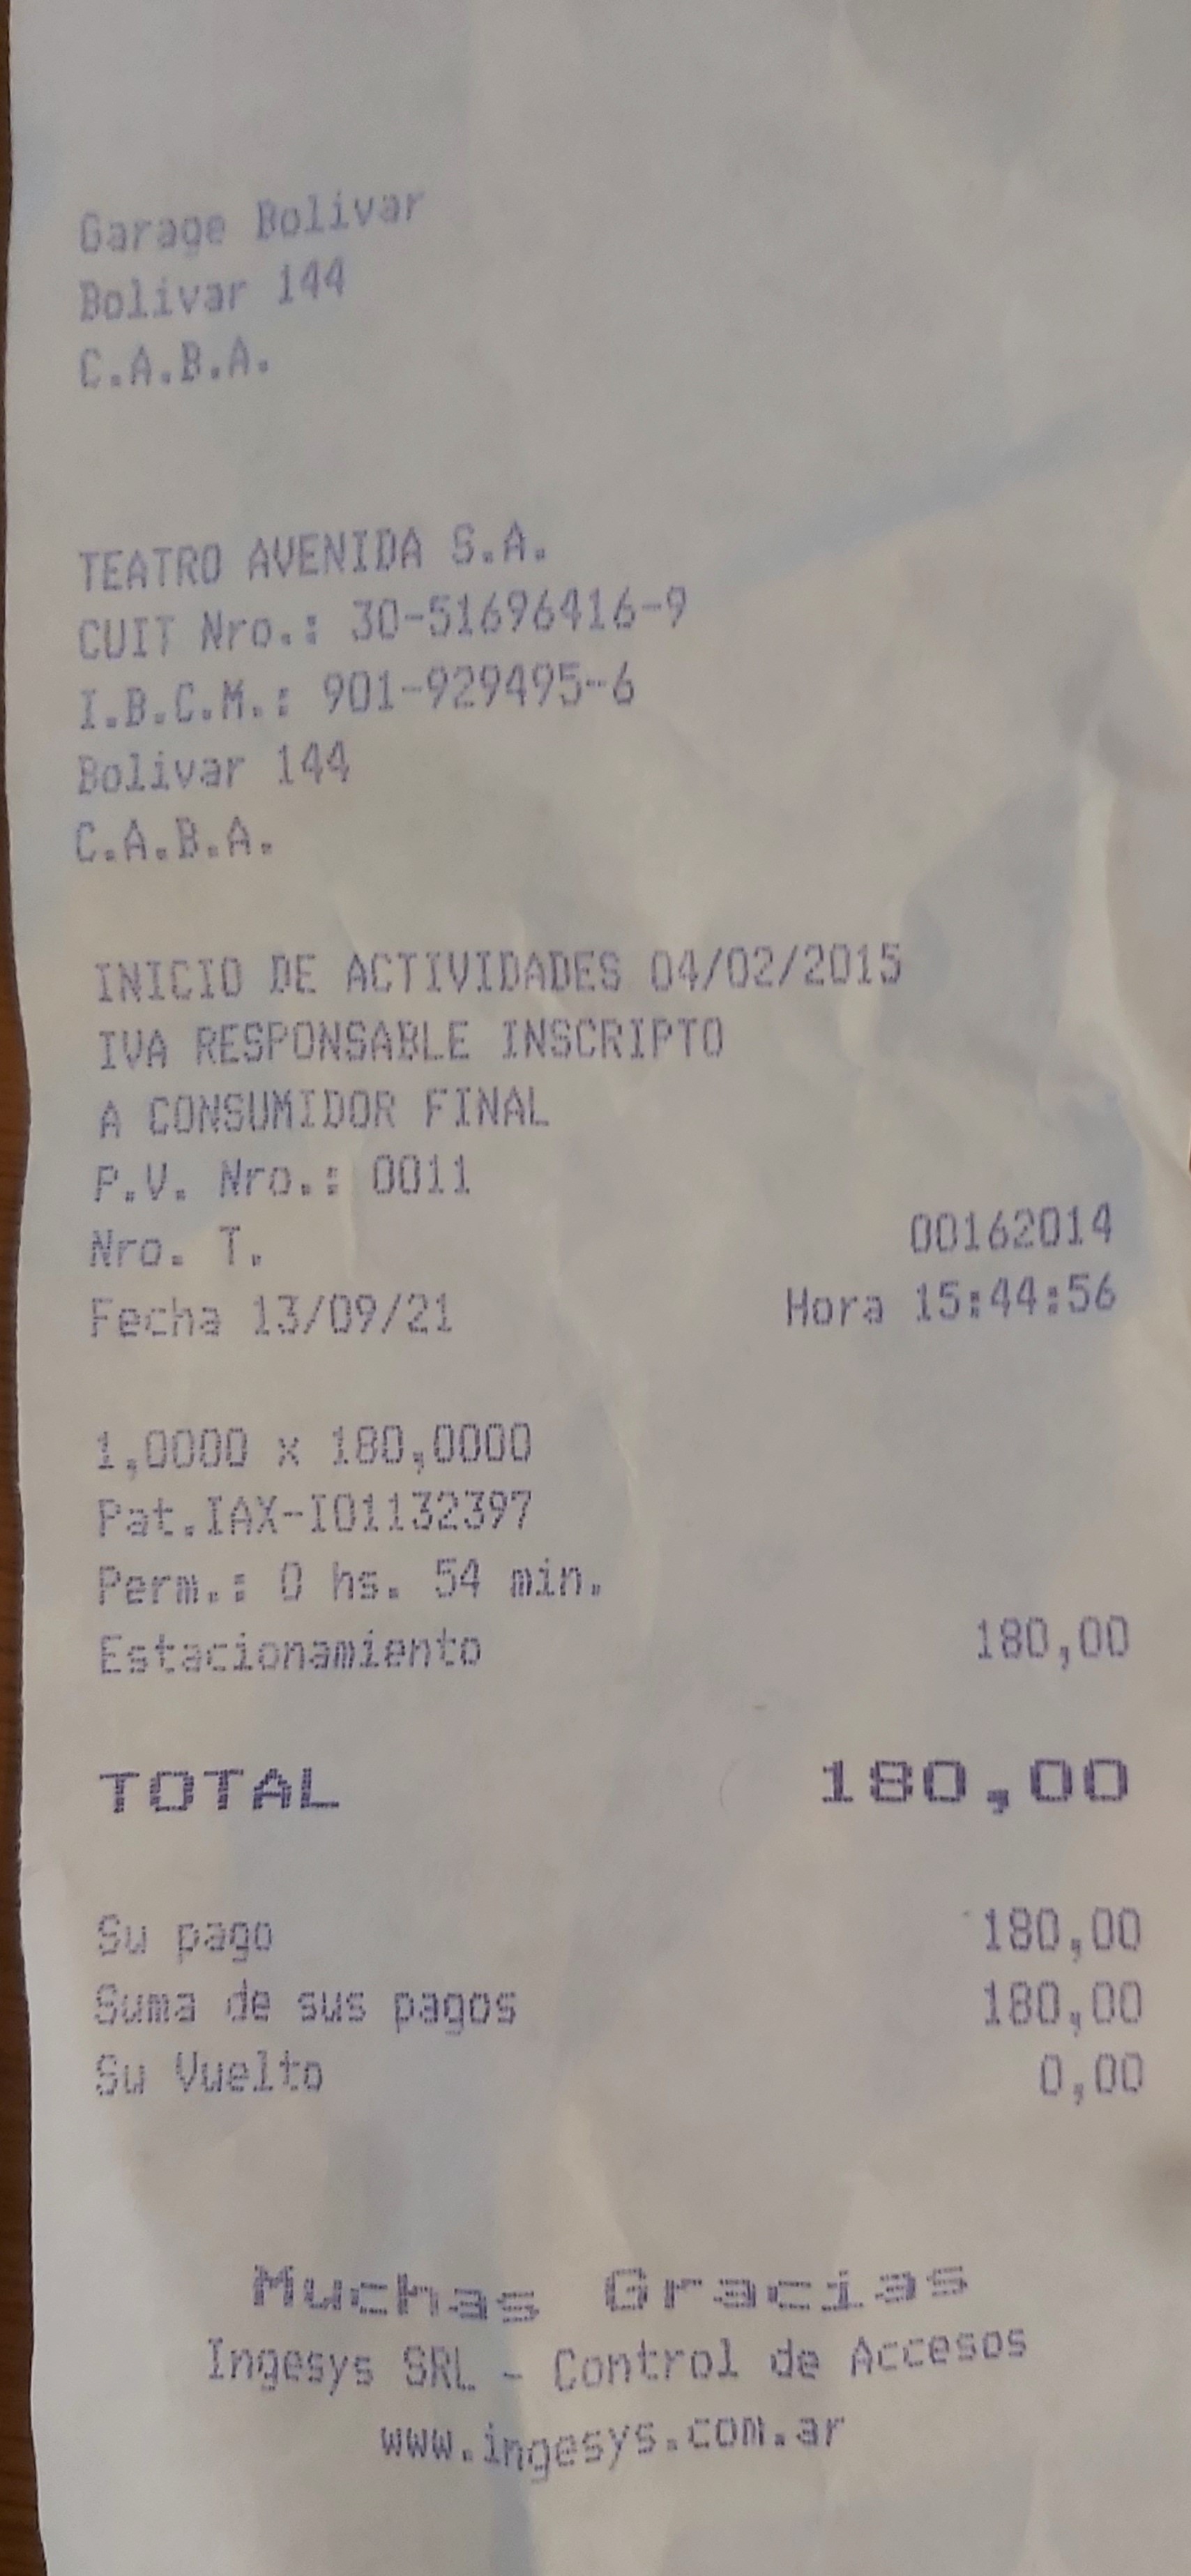 Garage Bolivar
Bolivar 144
C.A.B.A.
TEATRO AVENIDA S.A.
CUIT Nro.: 30-51696416-9
I.B.C.M.: 901-929495-6
Bolivar 144
C.A.B.A.
INICIO DE ACTIVIDADES 04/02/2015
IVA RESPONSABLE INSCRIPTO
A CONSUMIDOR FINAL
P.V. Nro.: 0011
Nro. T. 00162014
Fecha 13/09/21 Hora 15:44:56
1,0000 x 180,0000
Pat.IAX-I01132397
Perm.: 0 hs. 54 min.
Estacionamiento 180,00
TOTAL 180,00
Su pago 180,00
Suma de sus pagos 180,00
Su Vuelto 0,00
Muchas Gracias
Ingesys SRL - Control de Accesos
www.ingesys.com.ar